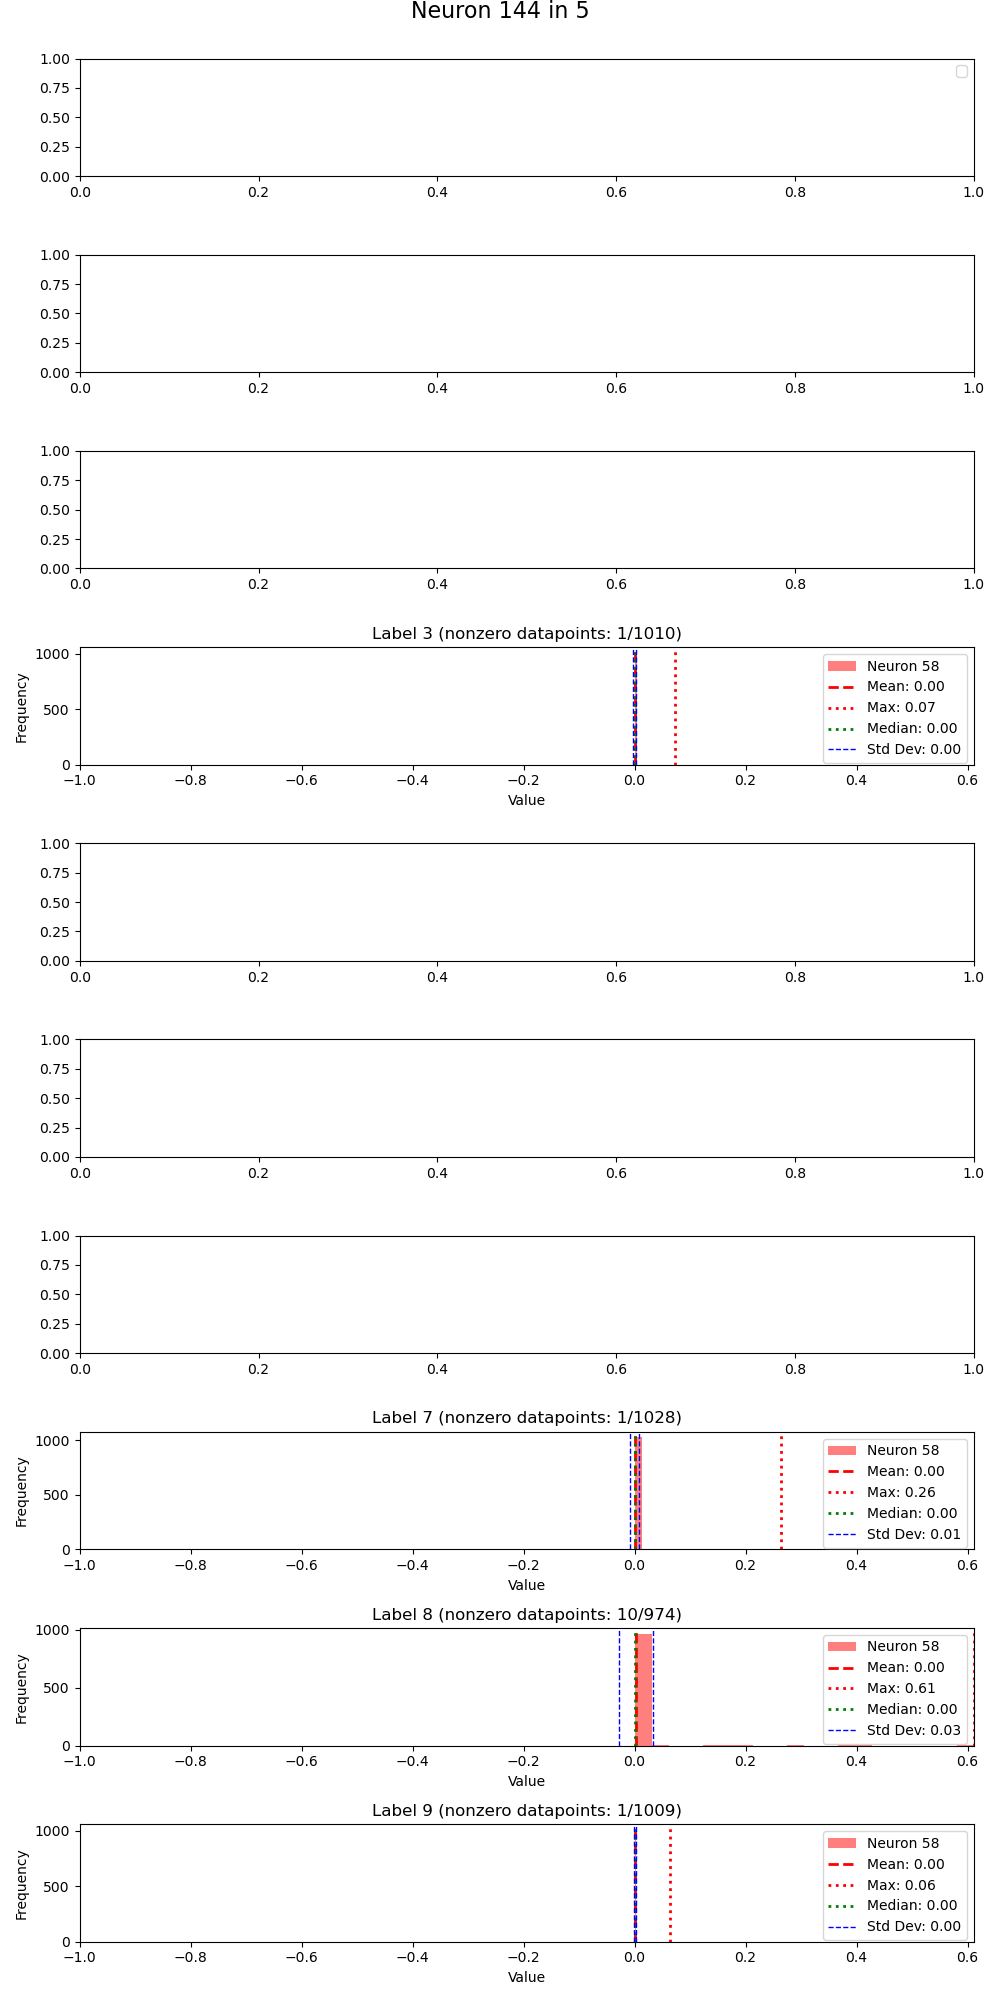 Neuron 144 in 5
1.00
0.75
0.50
0.25
0.00
0.0 0.2 0.4 0.6 0.8 1.0
1.00
0.75
0.50
0.25
0.00
0.0 0.2 0.4 0.6 0.8 1.0
1.00
0.75
0.50
0.25
0.00
0.0 0.2 0.4 0.6 0.8 1.0
Label 3 (nonzero datapoints: 1/1010)
Frequency
1000
500
0
Neuron 58
Mean: 0.00
Max: 0.07
Median: 0.00
Std Dev: 0.00
−1.0 −0.8 −0.6 −0.4 −0.2 0.0 0.2 0.4 0.6
Value
1.00
0.75
0.50
0.25
0.00
0.0 0.2 0.4 0.6 0.8 1.0
1.00
0.75
0.50
0.25
0.00
0.0 0.2 0.4 0.6 0.8 1.0
1.00
0.75
0.50
0.25
0.00
0.0 0.2 0.4 0.6 0.8 1.0
Label 7 (nonzero datapoints: 1/1028)
Frequency
1000
500
0
Neuron 58
Mean: 0.00
Max: 0.26
Median: 0.00
Std Dev: 0.01
−1.0 −0.8 −0.6 −0.4 −0.2 0.0 0.2 0.4 0.6
Value
Label 8 (nonzero datapoints: 10/974)
Frequency
1000
500
0
Neuron 58
Mean: 0.00
Max: 0.61
Median: 0.00
Std Dev: 0.03
−1.0 −0.8 −0.6 −0.4 −0.2 0.0 0.2 0.4 0.6
Value
Label 9 (nonzero datapoints: 1/1009)
Frequency
1000
500
0
Neuron 58
Mean: 0.00
Max: 0.06
Median: 0.00
Std Dev: 0.00
−1.0 −0.8 −0.6 −0.4 −0.2 0.0 0.2 0.4 0.6
Value